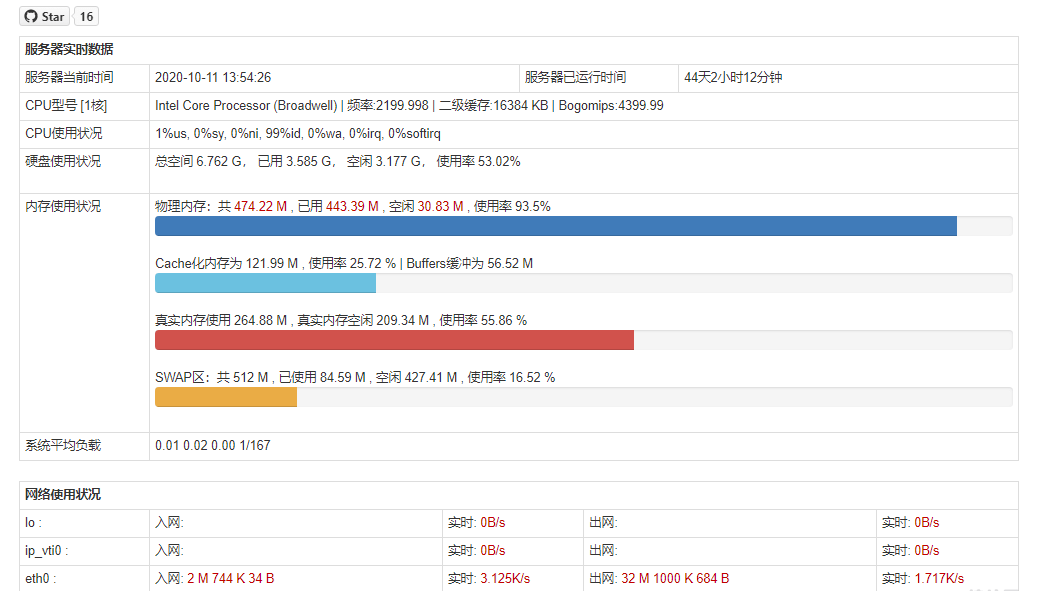 Star 16
服务器实时数据
服务器当前时间 2020-10-11 13:54:26 服务器已运行时间 44天2小时12分钟
CPU型号 [1核] Intel Core Processor (Broadwell) | 频率:2199.998 | 二级缓存:16384 KB | Bogomips:4399.99
CPU使用状况 1%us, 0%sy, 0%ni, 99%id, 0%wa, 0%irq, 0%softirq
硬盘使用状况 总空间 6.762 G， 已用 3.585 G， 空闲 3.177 G， 使用率 53.02%
内存使用状况 物理内存：共 474.22 M , 已用 443.39 M , 空闲 30.83 M , 使用率 93.5%
Cache化内存为 121.99 M , 使用率 25.72 % | Buffers缓冲为 56.52 M
真实内存使用 264.88 M , 真实内存空闲 209.34 M , 使用率 55.86 %
SWAP区：共 512 M , 已使用 84.59 M , 空闲 427.41 M , 使用率 16.52 %
系统平均负载 0.01 0.02 0.00 1/167
网络使用状况
lo : 入网: 实时: 0B/s 出网: 实时: 0B/s
ip_vti0 : 入网: 实时: 0B/s 出网: 实时: 0B/s
eth0 : 入网: 2 M 744 K 34 B 实时: 3.125K/s 出网: 32 M 1000 K 684 B 实时: 1.717K/s